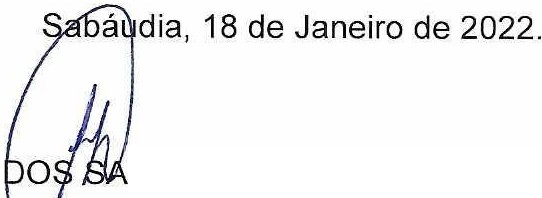 Sabáudia, 18 de Janeiro de 2022.
DOS SA